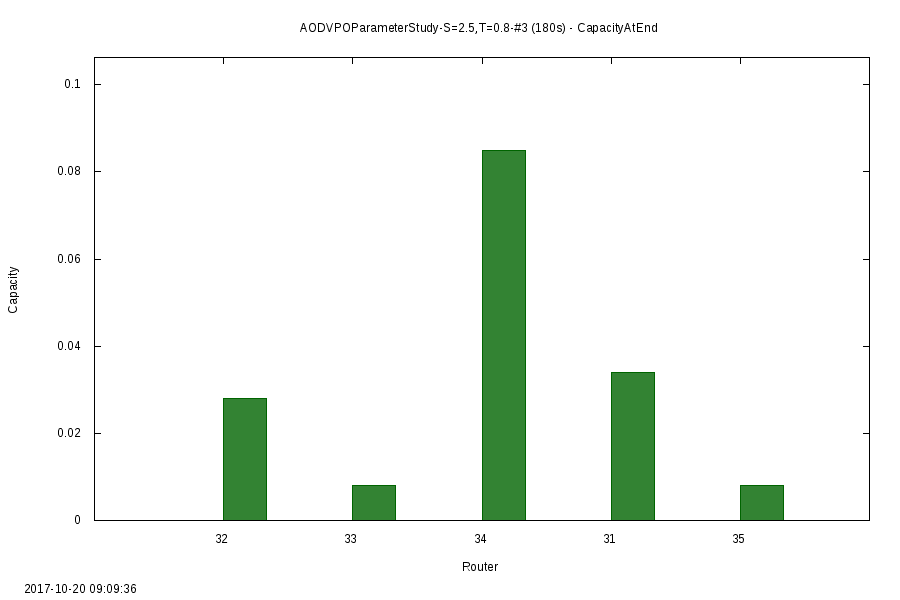 AODVPOParameterStudy-S=2.5,T=0.8-#3 (180s) - CapacityAtEnd
0.1
0.08
0.06
0.04
0.02
0
Capacity
32 33 34 31 35
Router
2017-10-20 09:09:36